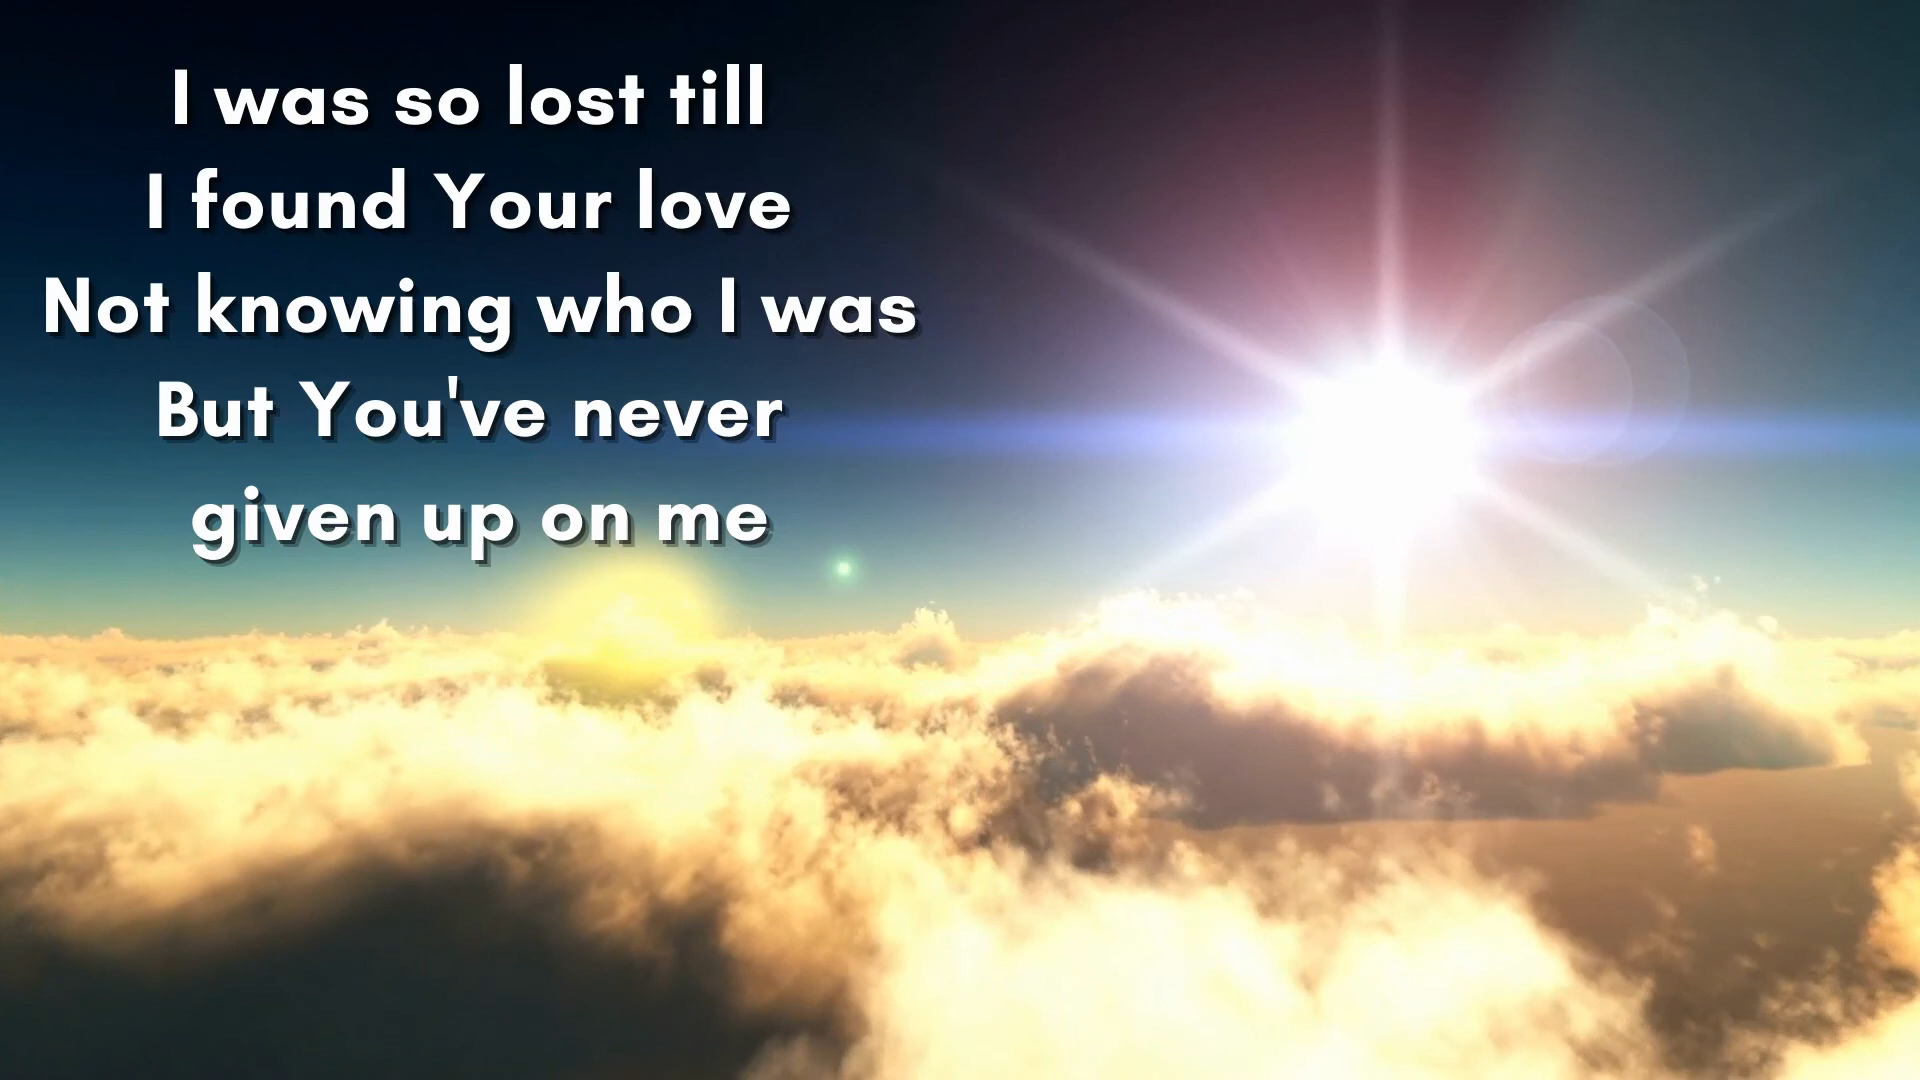 I was so lost till
I found Your love
Not knowing who I was
But You've never
given up on me